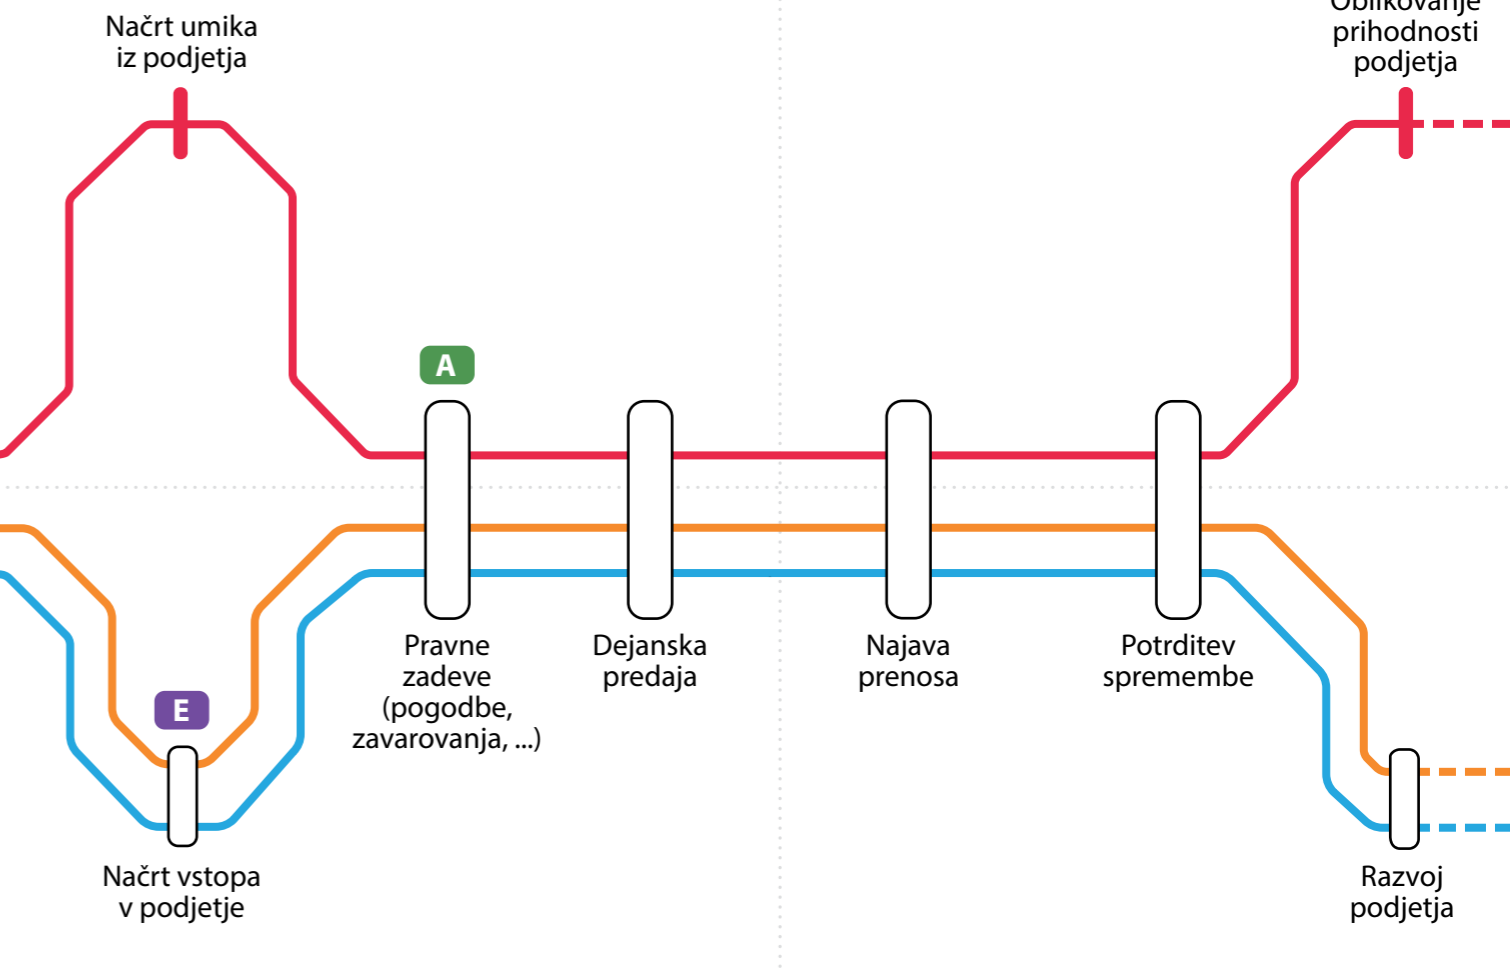 Načrt umika
iz podjetja
Oblikovanje
prihodnosti
podjetja
A
E
Pravne
zadeve
(pogodbe,
zavarovanja, ...)
Dejanska
predaja
Najava
prenosa
Potrditev
spremembe
Načrt vstopa
v podjetje
Razvoj
podjetja